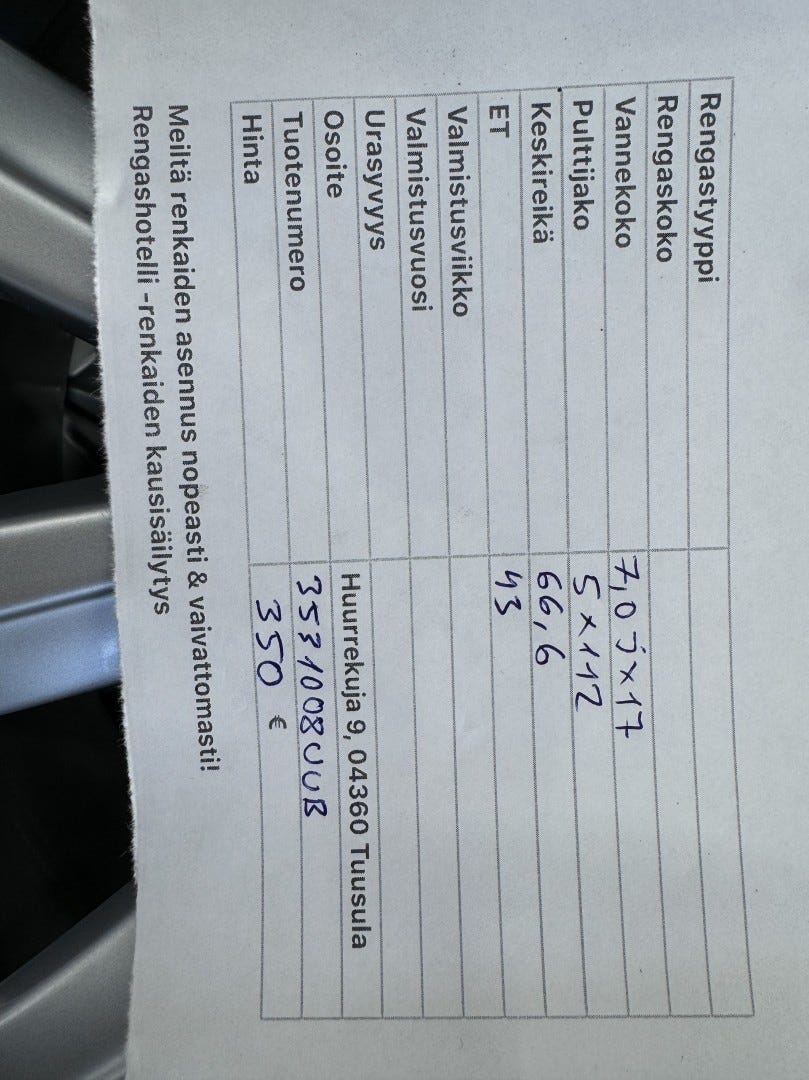 Rengastyyppi
Rengaskoko
Vannekoko 7,0 j x 17
Pulttijako 5 x 112
Keskireikä 66,6
ET 43
Valmistusviikko
Valmistusvuosi
Urasyvyys
Osoite Huurrekuja 9, 04360 Tuusula
Tuotenumero 3531008UUB
Hinta 350 €
Meiltä renkaiden asennus nopeasti & vaivattomasti!
Rengashotelli -renkaiden kausisäilytys